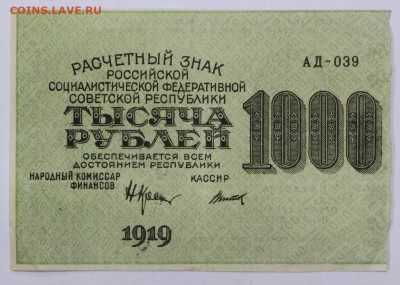 COINS.LAVE.RU
РАСЧЕТНЫЙ ЗНАК
РОССИЙСКОЙ
СОЦИАЛИСТИЧЕСКОЙ ФЕДЕРАТИВНОЙ
СОВЕТСКОЙ РЕСПУБЛИКИ
АД-039
ТЫСЯЧА
РУБЛЕЙ
1000
ОБЕСПЕЧИВАЕТСЯ ВСЕМ
ДОСТОЯНИЕМ РЕСПУБЛИКИ
НАРОДНЫЙ КОМИССАР
ФИНАНСОВ
КАССИР
1919